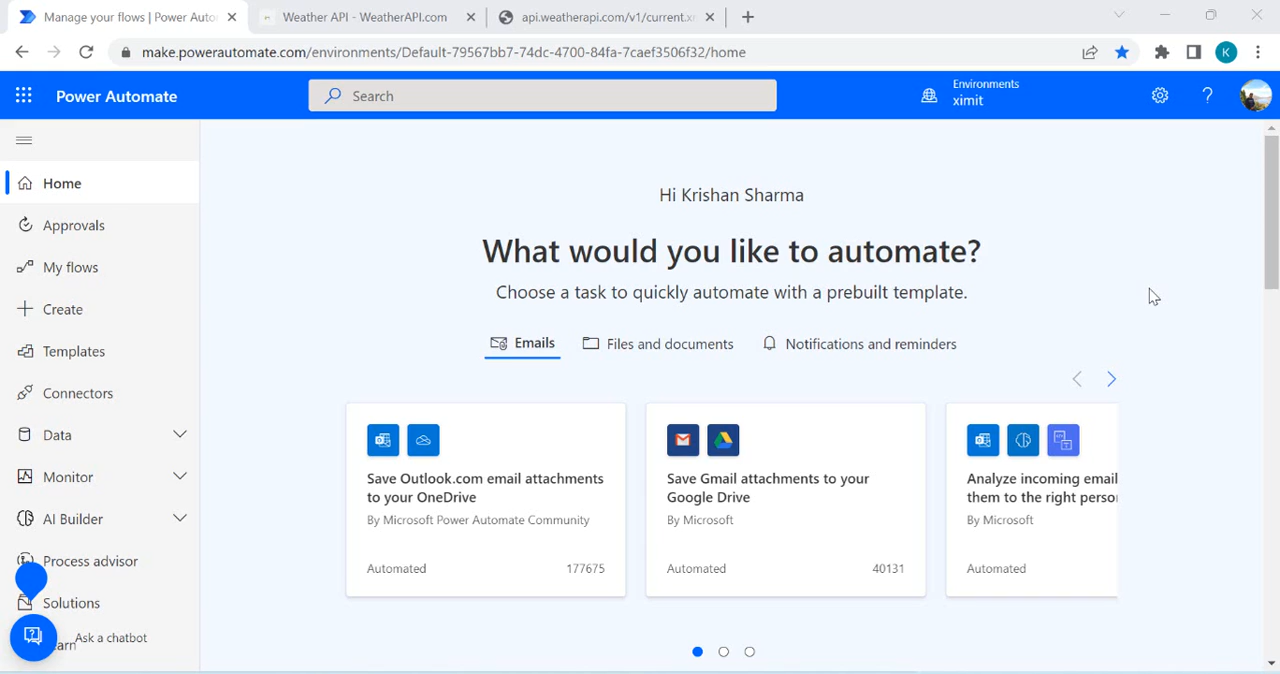 Manage your flows | Power Auto
Weather API - WeatherAPI.com
api.weatherapi.com/v1/current.x
make.powerautomate.com/environments/Default-79567bb7-74dc-4700-84fa-7caef3506f32/home
K
Power Automate
Search
Environments
ximit
Home
Approvals
My flows
Create
Templates
Connectors
Data
Monitor
AI Builder
Process advisor
Solutions
earn
Ask a chatbot
Hi Krishan Sharma
What would you like to automate?
Choose a task to quickly automate with a prebuilt template.
Emails
Files and documents
Notifications and reminders
Save Outlook.com email attachments
to your OneDrive
By Microsoft Power Automate Community
Automated
177675
Save Gmail attachments to your
Google Drive
By Microsoft
Automated
40131
Analyze incoming email
them to the right perso
By Microsoft
Automated